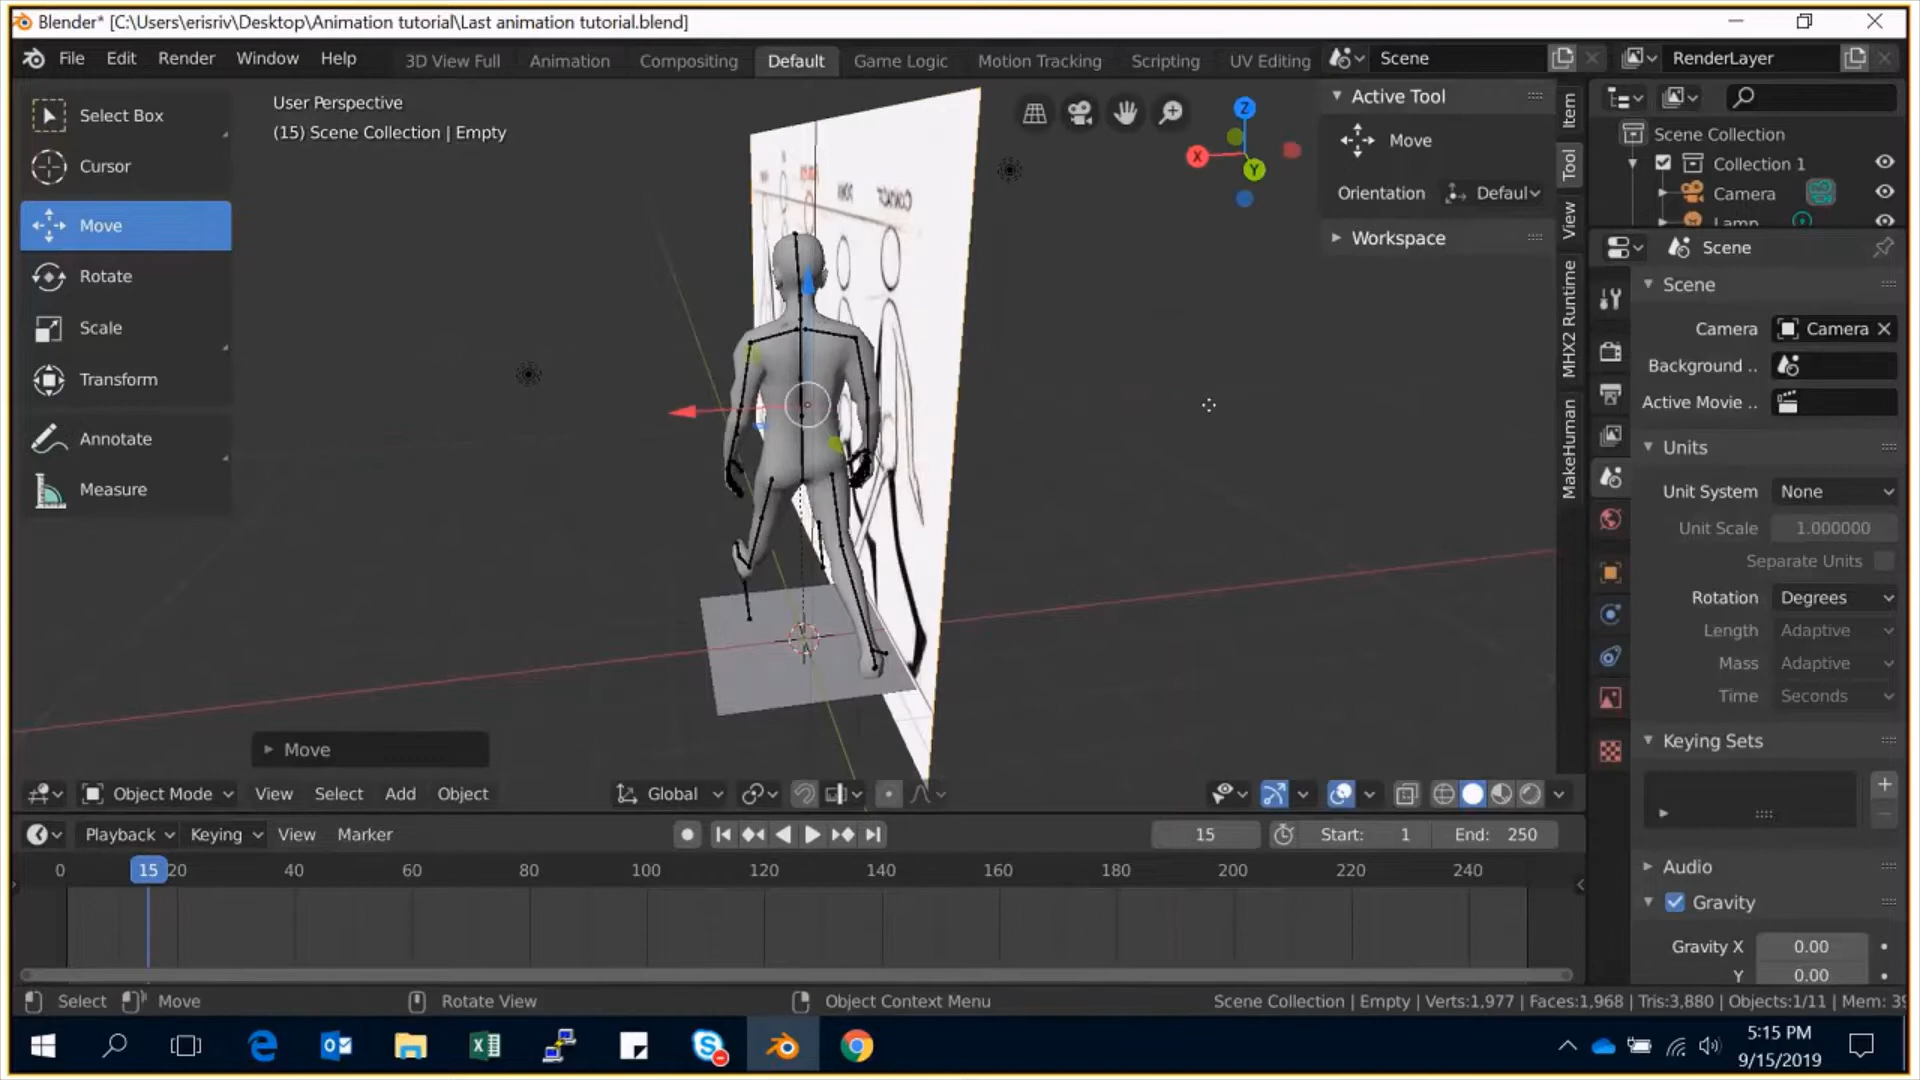 Blender* [C:\Users\erisriv\Desktop\Animation tutorial\Last animation tutorial.blend]
File Edit Render Window Help 3D View Full Animation Compositing Default Game Logic Motion Tracking Scripting UV Editing Scene RenderLayer
Select Box
Cursor
Move
Rotate
Scale
Transform
Annotate
Measure
User Perspective
(15) Scene Collection | Empty
CONTACT
DOWN
Z
X
Y
Active Tool
Move
Orientation Defaul
Workspace
Item
Tool
View
MHX2 Runtime
MakeHuman
Scene Collection
Collection 1
Camera
Lamp
Scene
Scene
Camera Camera
Background ..
Active Movie ..
Units
Unit System None
Unit Scale 1.000000
Separate Units
Rotation Degrees
Length Adaptive
Mass Adaptive
Time Seconds
Keying Sets
Audio
Gravity
Gravity X 0.00
Y 0.00
Move
Object Mode View Select Add Object Global
Playback Keying View Marker 15 Start: 1 End: 250
0 15 20 40 60 80 100 120 140 160 180 200 220 240
Select Move Rotate View Object Context Menu Scene Collection | Empty | Verts:1,977 | Faces:1,968 | Tris:3,880 | Objects:1/11 | Mem: 39
5:15 PM
9/15/2019